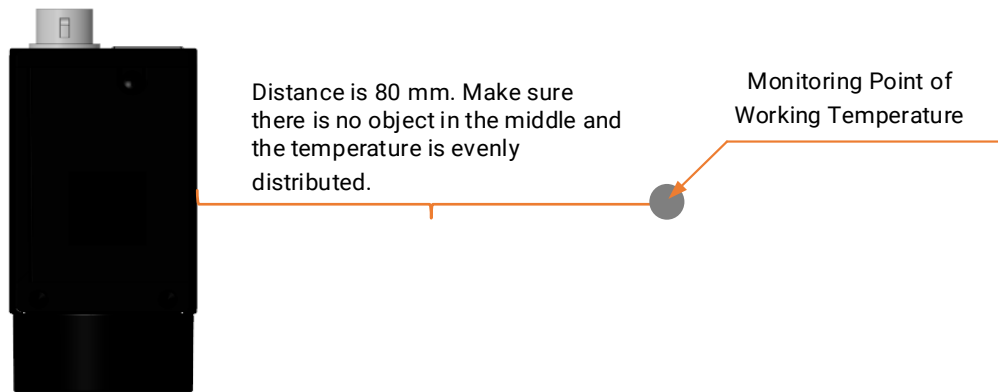 Distance is 80 mm. Make sure
there is no object in the middle and
the temperature is evenly
distributed.
Monitoring Point of
Working Temperature